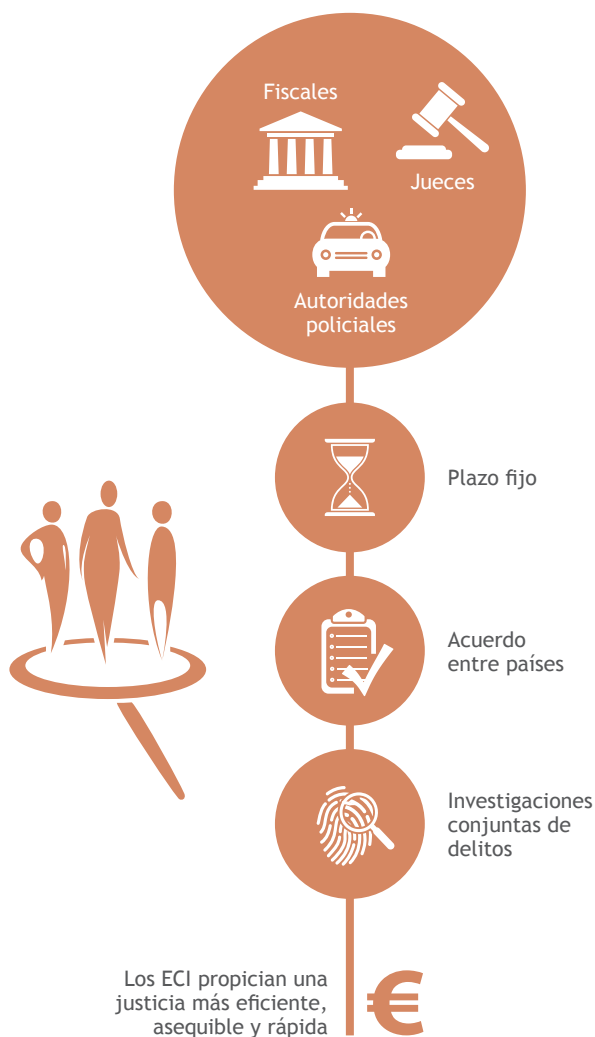 Fiscales
Jueces
Autoridades
policiales
Plazo fijo
Acuerdo
entre países
Investigaciones
conjuntas de
delitos
Los ECI propician una
justicia más eficiente,
asequible y rápida
€